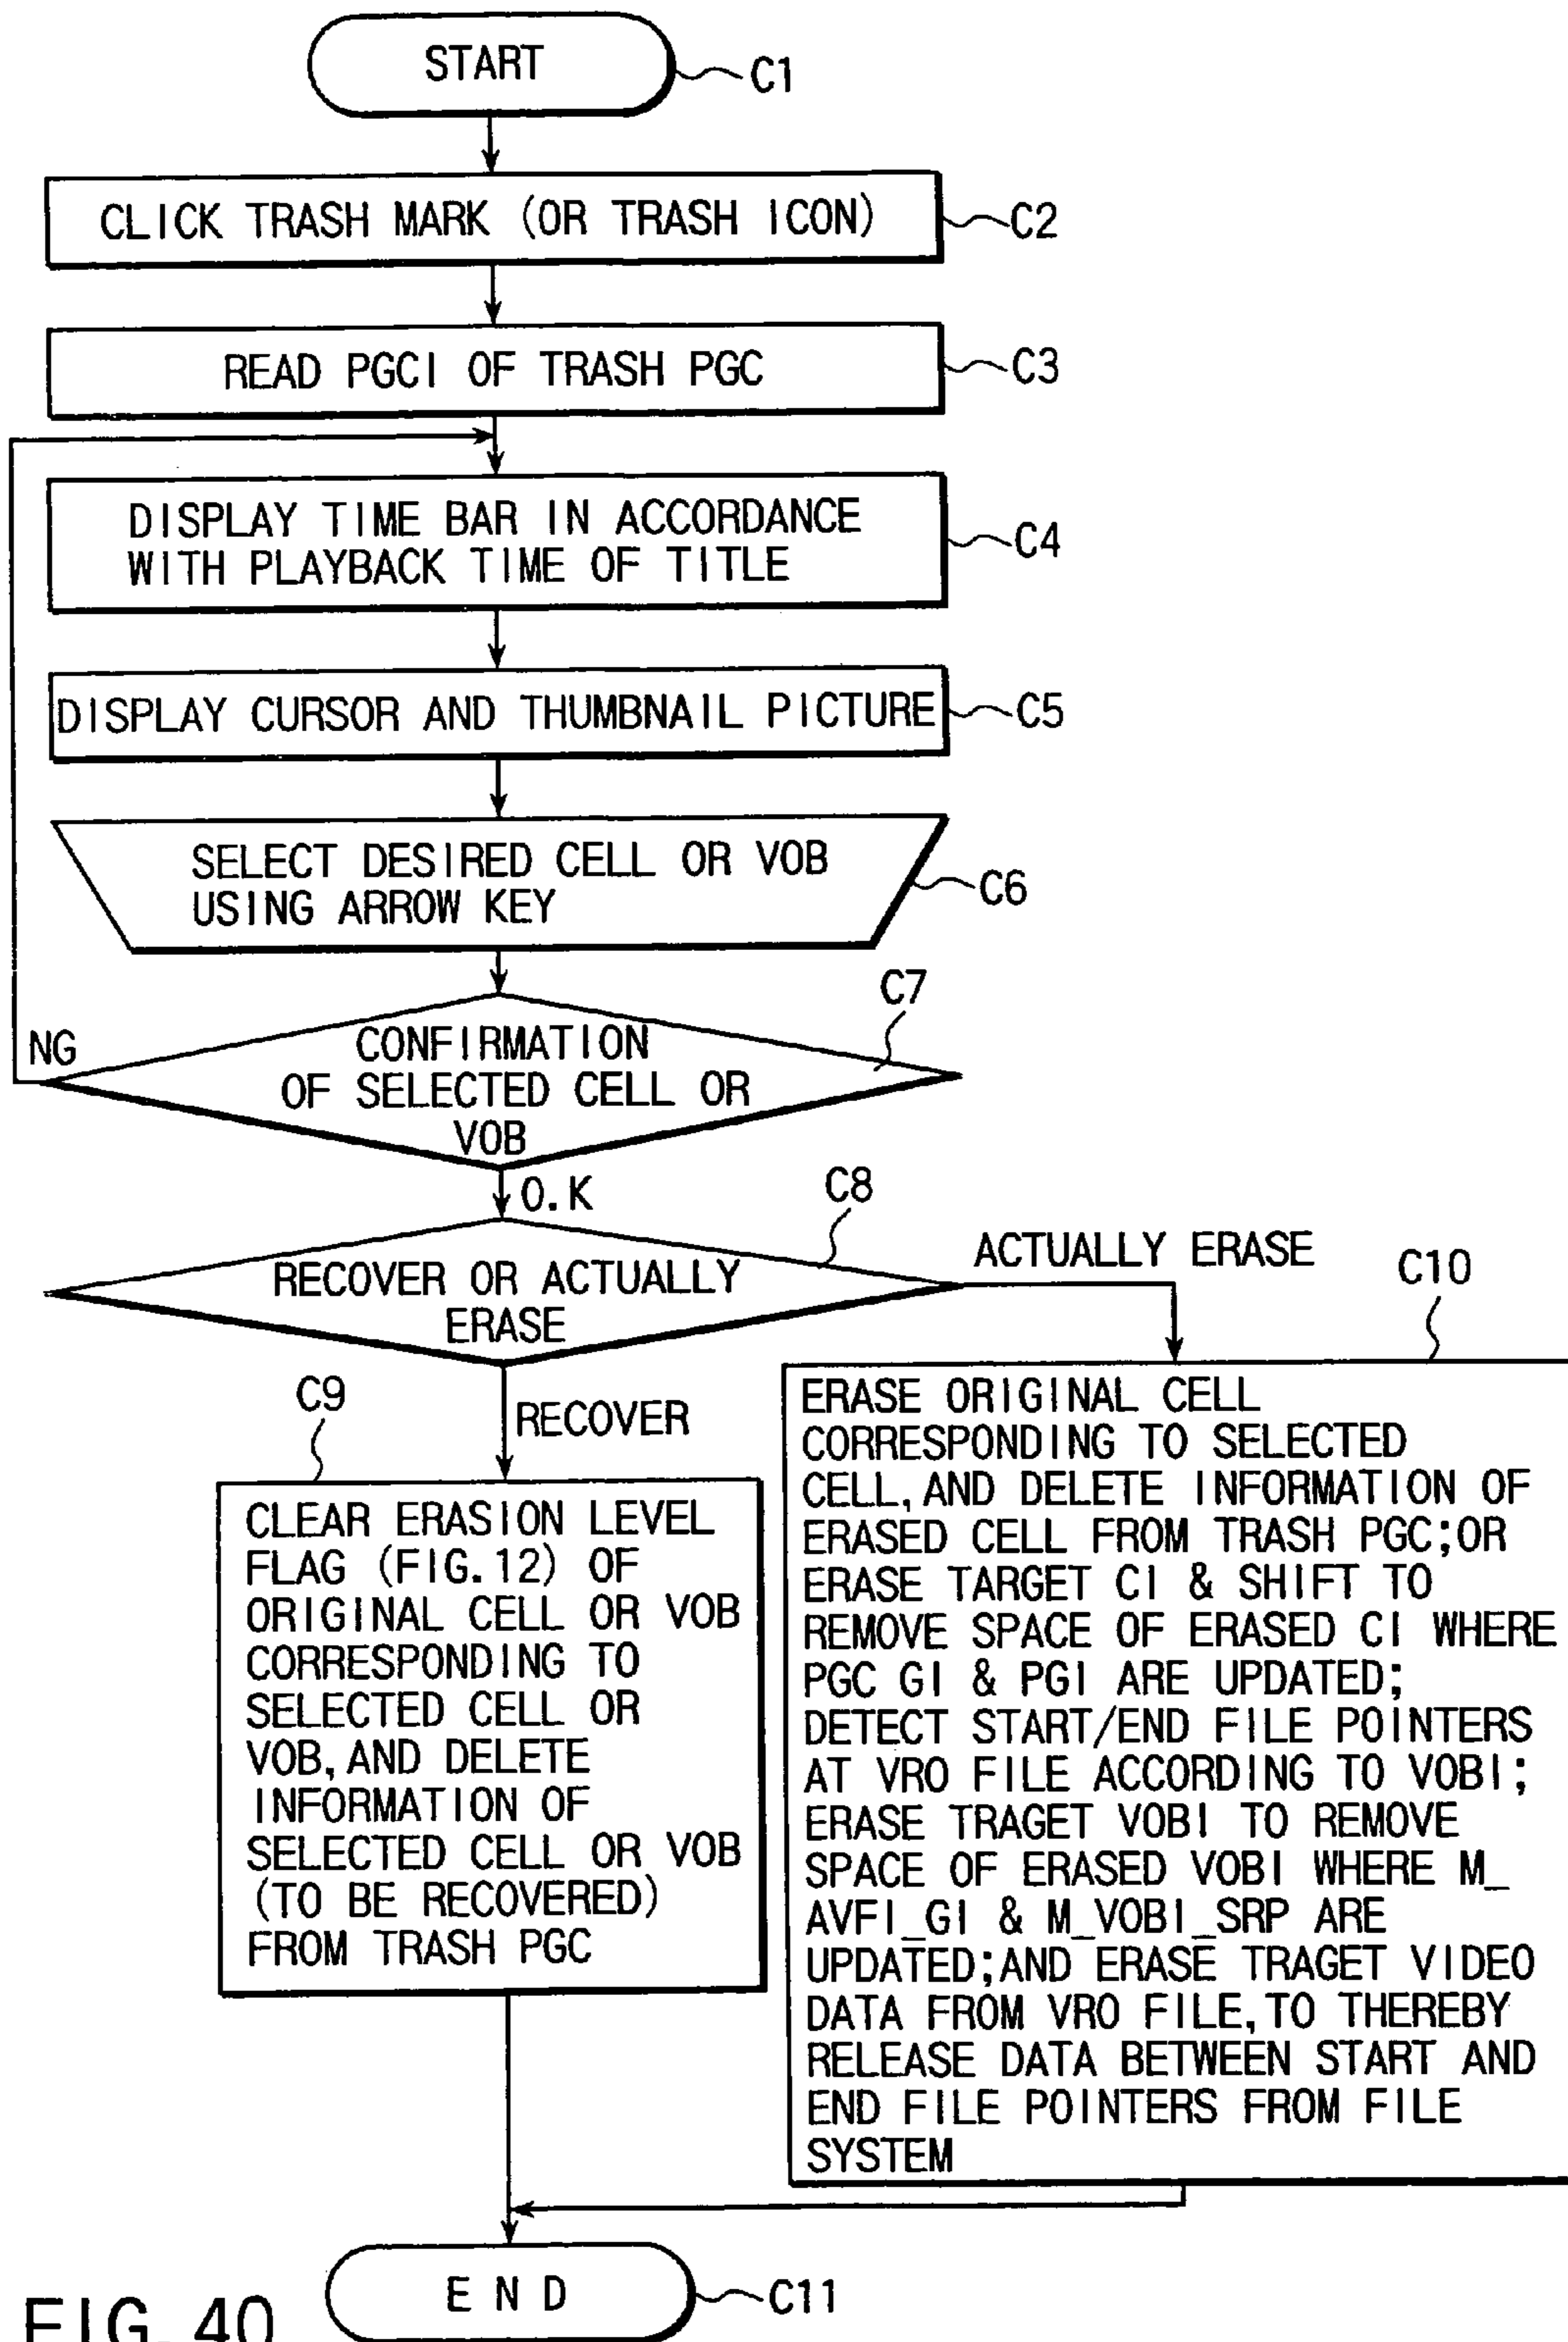 START
C1
CLICK TRASH MARK (OR TRASH ICON)
C2
READ PGCI OF TRASH PGC
C3
DISPLAY TIME BAR IN ACCORDANCE
WITH PLAYBACK TIME OF TITLE
C4
DISPLAY CURSOR AND THUMBNAIL PICTURE
C5
SELECT DESIRED CELL OR VOB
USING ARROW KEY
C6
C7
NG
CONFIRMATION
OF SELECTED CELL OR
VOB
O.K
C8
RECOVER OR ACTUALLY
ERASE
ACTUALLY ERASE
C10
C9
RECOVER
CLEAR ERASION LEVEL
FLAG (FIG.12) OF
ORIGINAL CELL OR VOB
CORRESPONDING TO
SELECTED CELL OR
VOB, AND DELETE
INFORMATION OF
SELECTED CELL OR VOB
(TO BE RECOVERED)
FROM TRASH PGC
ERASE ORIGINAL CELL
CORRESPONDING TO SELECTED
CELL, AND DELETE INFORMATION OF
ERASED CELL FROM TRASH PGC;OR
ERASE TARGET CI & SHIFT TO
REMOVE SPACE OF ERASED CI WHERE
PGC GI & PGI ARE UPDATED;
DETECT START/END FILE POINTERS
AT VRO FILE ACCORDING TO VOBI;
ERASE TRAGET VOBI TO REMOVE
SPACE OF ERASED VOBI WHERE M_
AVFI_GI & M_VOBI_SRP ARE
UPDATED;AND ERASE TRAGET VIDEO
DATA FROM VRO FILE, TO THEREBY
RELEASE DATA BETWEEN START AND
END FILE POINTERS FROM FILE
SYSTEM
END
C11
FIG. 40